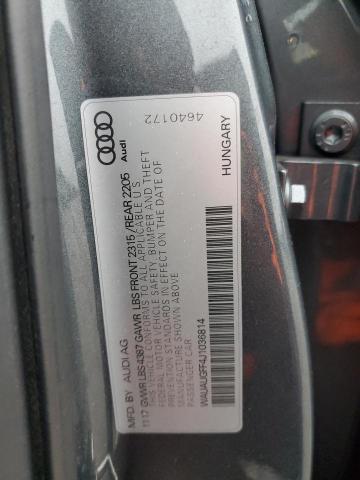 4640172
Audi
HUNGARY
MFD. BY AUDI AG
11 17 GVWR LBS 4387 GAWR LBS FRONT 2315 / REAR 2205
THIS VEHICLE CONFORMS TO ALL APPLICABLE U S
FEDERAL MOTOR VEHICLE SAFETY, BUMPER AND THEFT
PREVENTION STANDARDS IN EFFECT ON THE DATE OF
MANUFACTURE SHOWN ABOVE
PASSENGER CAR
WAUAUGFF4J1036814